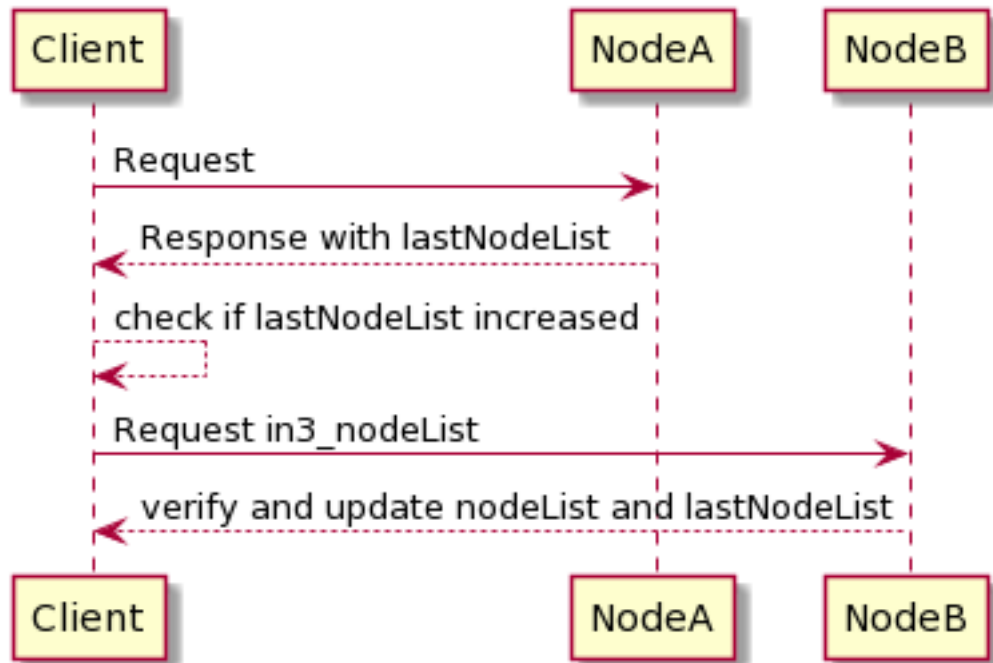 Client
NodeA
NodeB
Request
Response with lastNodeList
check if lastNodeList increased
Request in3_nodeList
verify and update nodeList and lastNodeList
Client
NodeA
NodeB